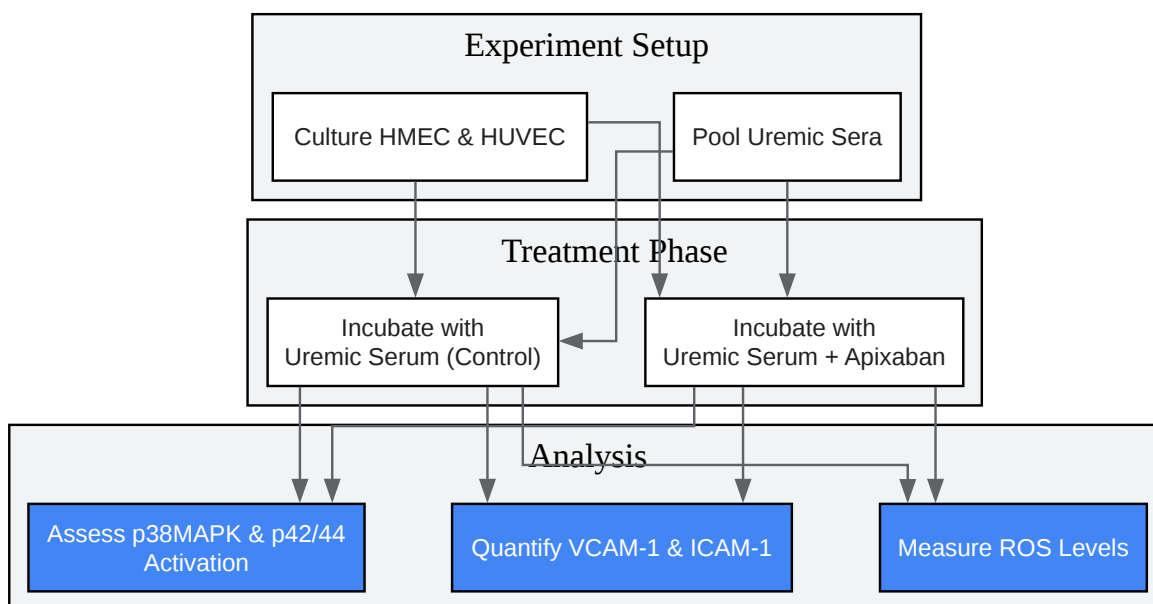 Experiment Setup
Culture HMEC & HUVEC
Pool Uremic Sera
Treatment Phase
Incubate with
Uremic Serum (Control)
Incubate with
Uremic Serum + Apixaban
Analysis
Assess p38MAPK & p42/44
Activation
Quantify VCAM-1 & ICAM-1
Measure ROS Levels